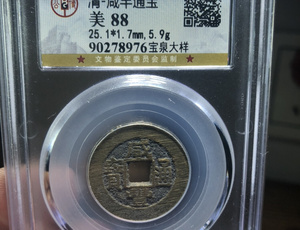 清-咸丰通宝
美 88
25.1*1.7mm, 5.9g
90278976 宝泉大样
★ 文物鉴定委员会监制 ★